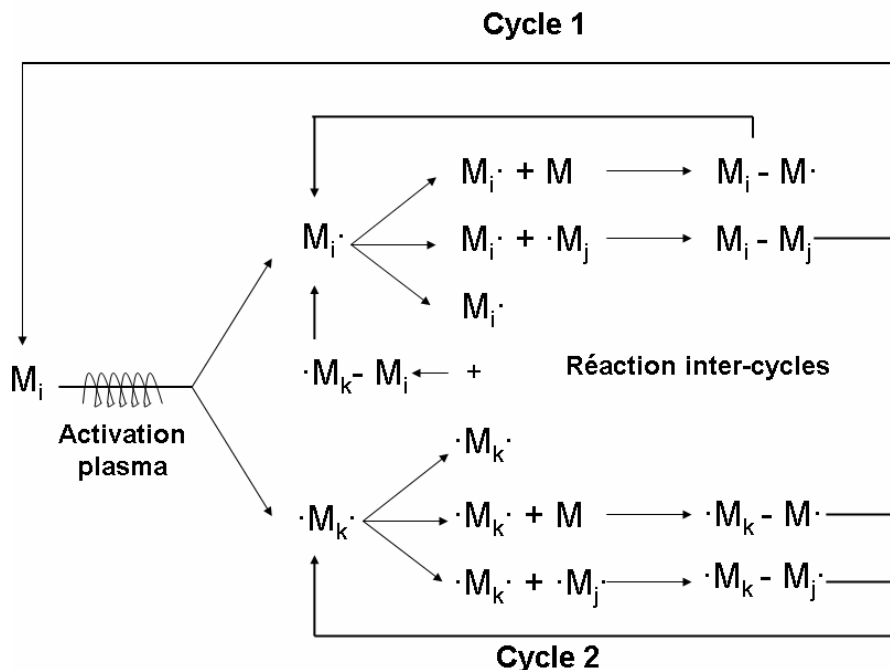 Cycle 1
Mi· + M Mi - M·
Mi· Mi· + ·Mj Mi - Mj
Mi·
Mi ·Mk - Mi + Réaction inter-cycles
Activation
plasma
·Mk·
·Mk· ·Mk· + M ·Mk - M·
·Mk· + ·Mj· ·Mk - Mj·
Cycle 2